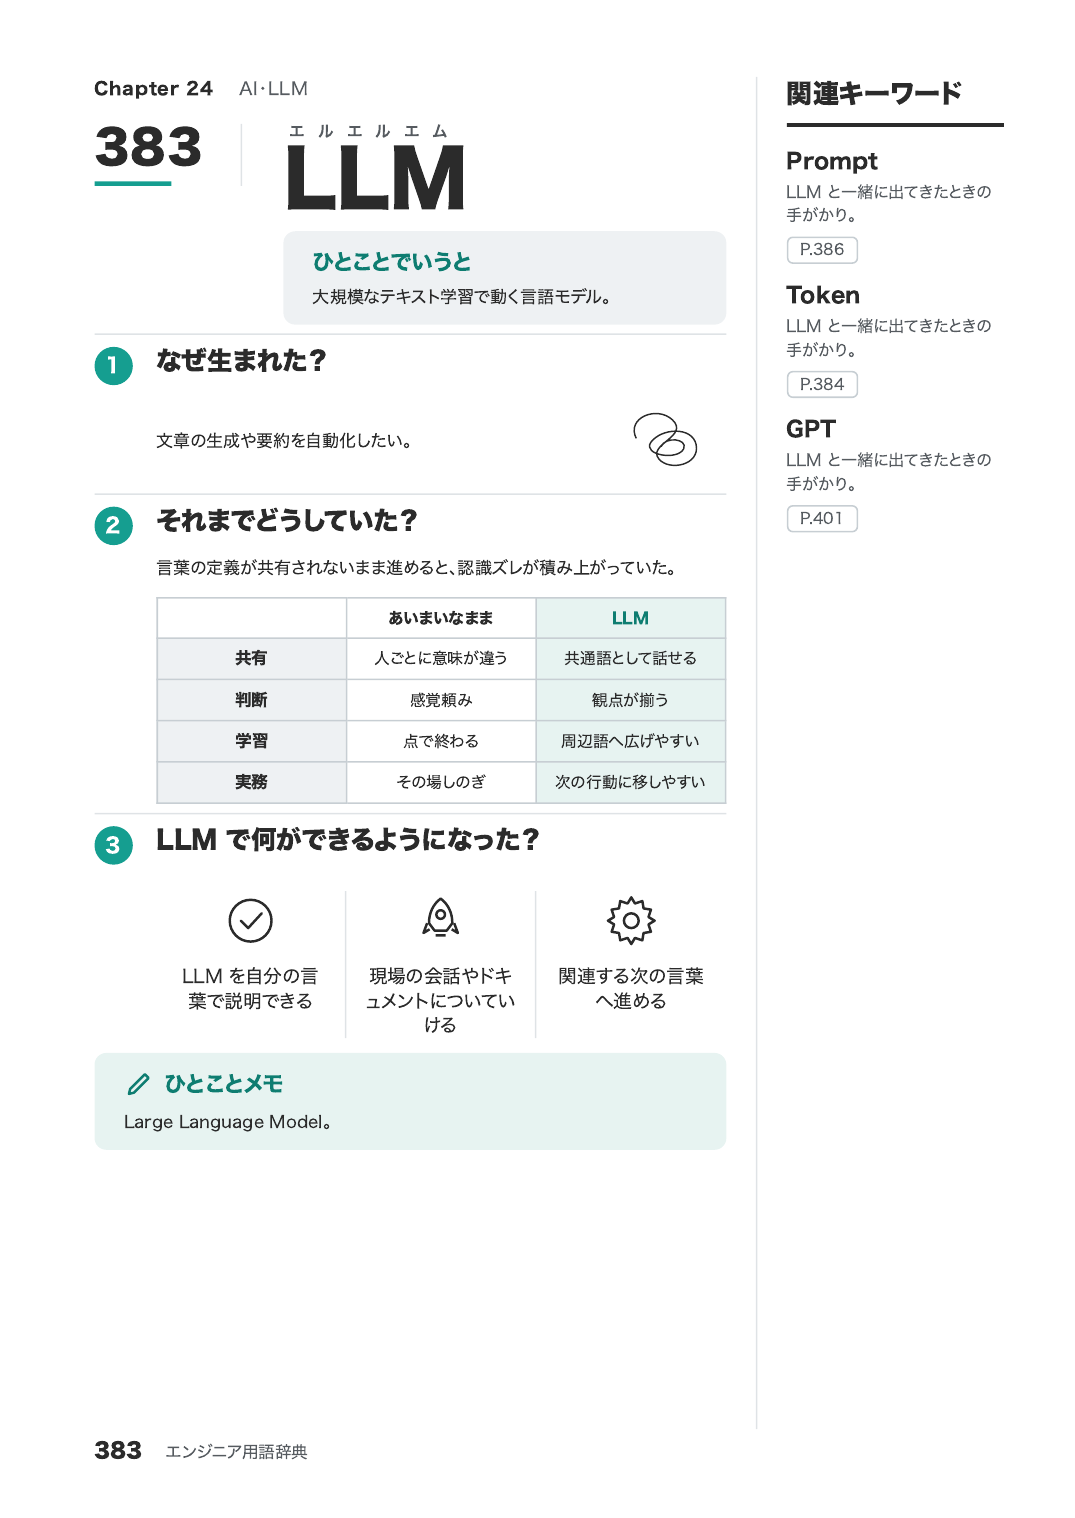 Chapter 24 AI·LLM
383
エルエルエム
LLM
ひとことでいうと
大規模なテキスト学習で動く言語モデル。
1 なぜ生まれた？
文章の生成や要約を自動化したい。
2 それまでどうしていた？
言葉の定義が共有されないまま進めると、認識ズレが積み上がっていた。
あいまいなまま LLM
共有 人ごとに意味が違う 共通語として話せる
判断 感覚頼み 観点が揃う
学習 点で終わる 周辺語へ広げやすい
実務 その場しのぎ 次の行動に移しやすい
3 LLM で何ができるようになった？
LLM を自分の言
葉で説明できる
現場の会話やドキ
ュメントについてい
ける
関連する次の言葉
へ進める
ひとことメモ
Large Language Model。
関連キーワード
Prompt
LLM と一緒に出てきたときの
手がかり。
P.386
Token
LLM と一緒に出てきたときの
手がかり。
P.384
GPT
LLM と一緒に出てきたときの
手がかり。
P.401
383 エンジニア用語辞典